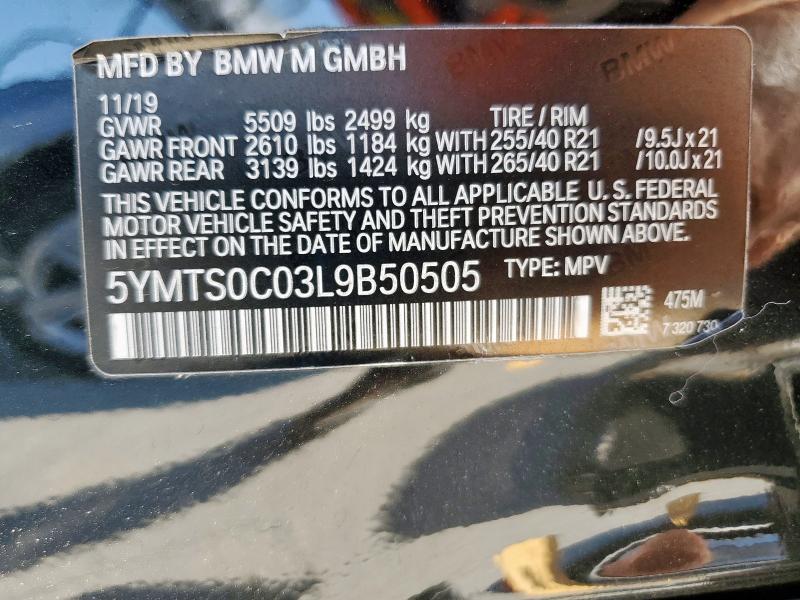 MFD BY BMW M GMBH
11/19
TIRE / RIM
GVWR 5509 lbs 2499 kg
GAWR FRONT 2610 lbs 1184 kg WITH 255/40 R21 /9.5J x 21
GAWR REAR 3139 lbs 1424 kg WITH 265/40 R21 /10.0J x 21
THIS VEHICLE CONFORMS TO ALL APPLICABLE U. S. FEDERAL
MOTOR VEHICLE SAFETY AND THEFT PREVENTION STANDARDS
IN EFFECT ON THE DATE OF MANUFACTURE SHOWN ABOVE.
5YMTS0C03L9B50505 TYPE: MPV
475M
7 320 730
BMW
BMW